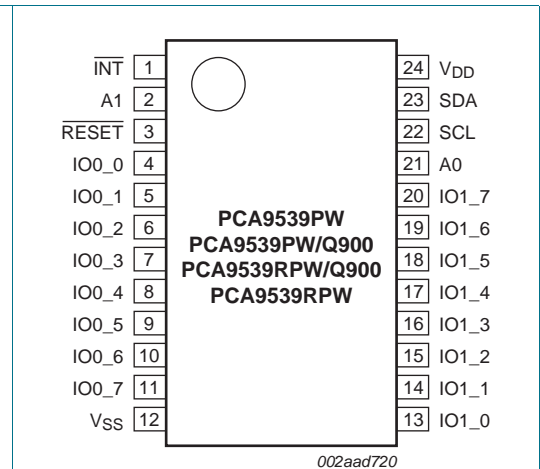 INT 1 24 VDD
A1 2 23 SDA
RESET 3 22 SCL
IO0_0 4 21 A0
IO0_1 5 20 IO1_7
IO0_2 6 19 IO1_6
IO0_3 7 18 IO1_5
IO0_4 8 17 IO1_4
IO0_5 9 16 IO1_3
IO0_6 10 15 IO1_2
IO0_7 11 14 IO1_1
VSS 12 13 IO1_0
PCA9539PW
PCA9539PW/Q900
PCA9539RPW/Q900
PCA9539RPW
002aad720